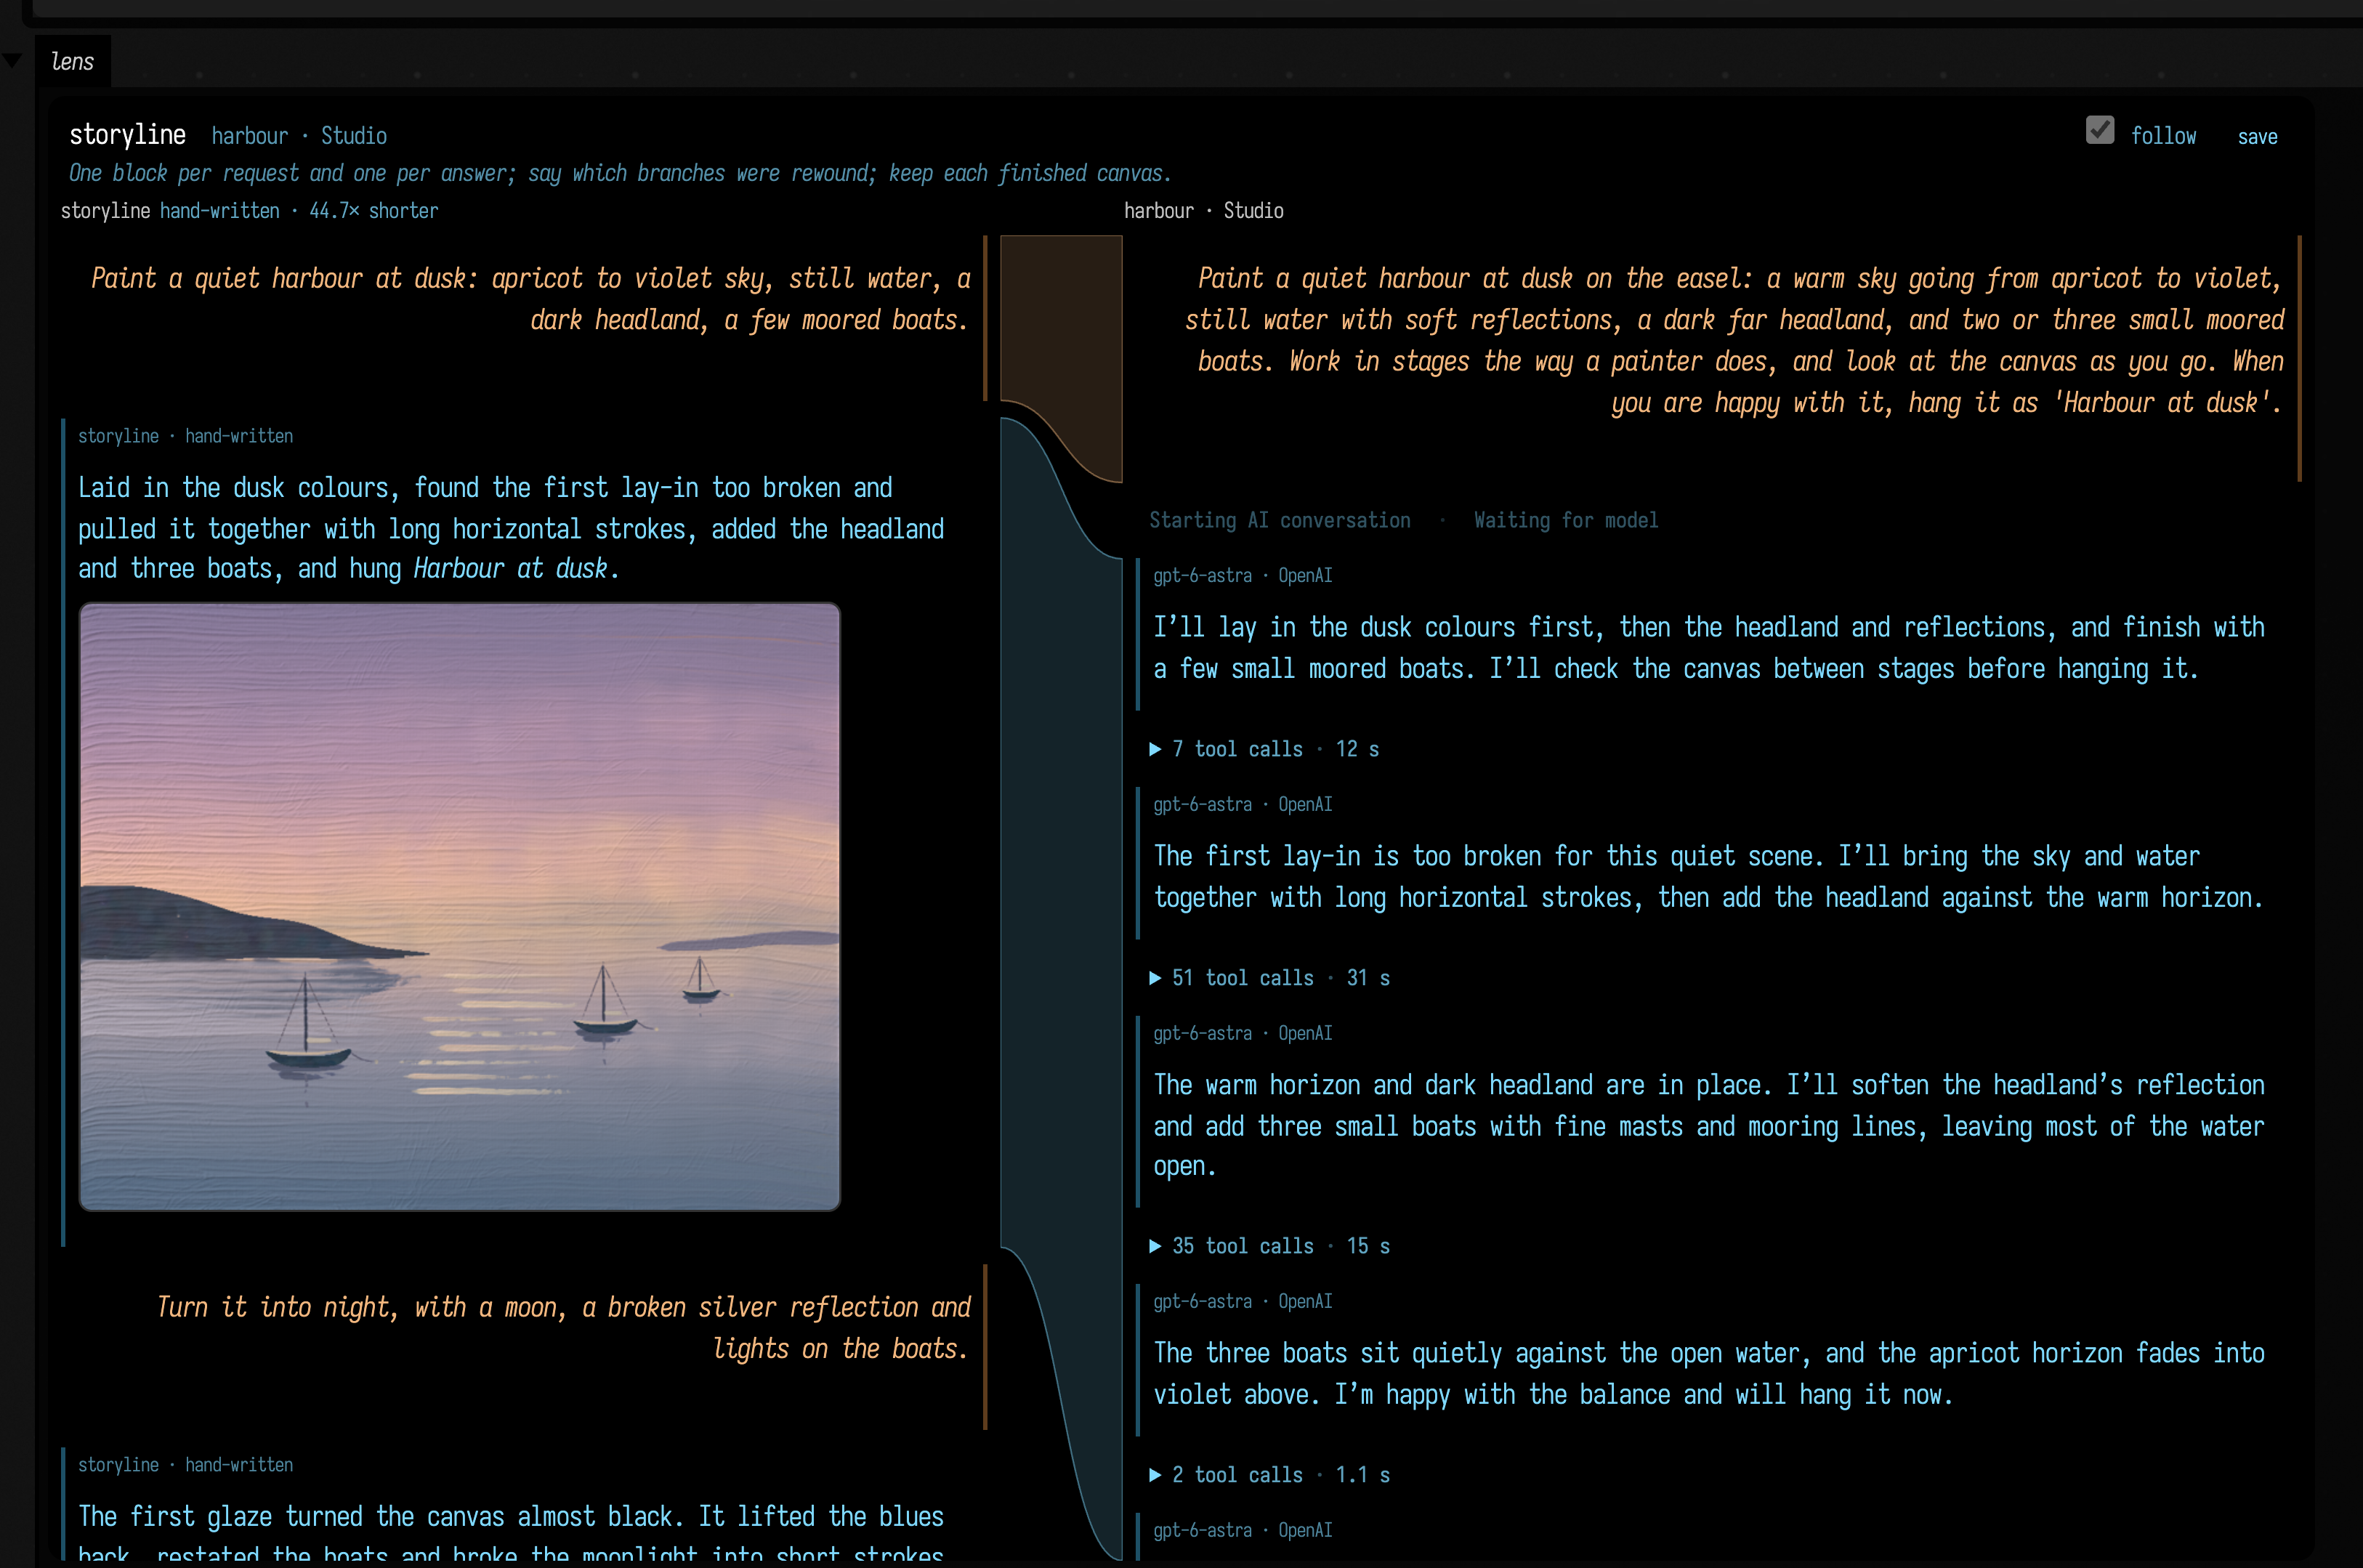 lens
storyline harbour · Studio
follow save
One block per request and one per answer; say which branches were rewound; keep each finished canvas.
storyline hand-written · 44.7× shorter
Paint a quiet harbour at dusk: apricot to violet sky, still water, a
dark headland, a few moored boats.
storyline · hand-written
Laid in the dusk colours, found the first lay-in too broken and
pulled it together with long horizontal strokes, added the headland
and three boats, and hung Harbour at dusk.
Turn it into night, with a moon, a broken silver reflection and
lights on the boats.
storyline · hand-written
The first glaze turned the canvas almost black. It lifted the blues
back, restated the boats and broke the moonlight into short strokes
harbour · Studio
Paint a quiet harbour at dusk on the easel: a warm sky going from apricot to violet,
still water with soft reflections, a dark far headland, and two or three small moored
boats. Work in stages the way a painter does, and look at the canvas as you go. When
you are happy with it, hang it as 'Harbour at dusk'.
Starting AI conversation · Waiting for model
gpt-6-astra · OpenAI
I’ll lay in the dusk colours first, then the headland and reflections, and finish with
a few small moored boats. I’ll check the canvas between stages before hanging it.
▶ 7 tool calls · 12 s
gpt-6-astra · OpenAI
The first lay-in is too broken for this quiet scene. I’ll bring the sky and water
together with long horizontal strokes, then add the headland against the warm horizon.
▶ 51 tool calls · 31 s
gpt-6-astra · OpenAI
The warm horizon and dark headland are in place. I’ll soften the headland’s reflection
and add three small boats with fine masts and mooring lines, leaving most of the water
open.
▶ 35 tool calls · 15 s
gpt-6-astra · OpenAI
The three boats sit quietly against the open water, and the apricot horizon fades into
violet above. I’m happy with the balance and will hang it now.
▶ 2 tool calls · 1.1 s
gpt-6-astra · OpenAI